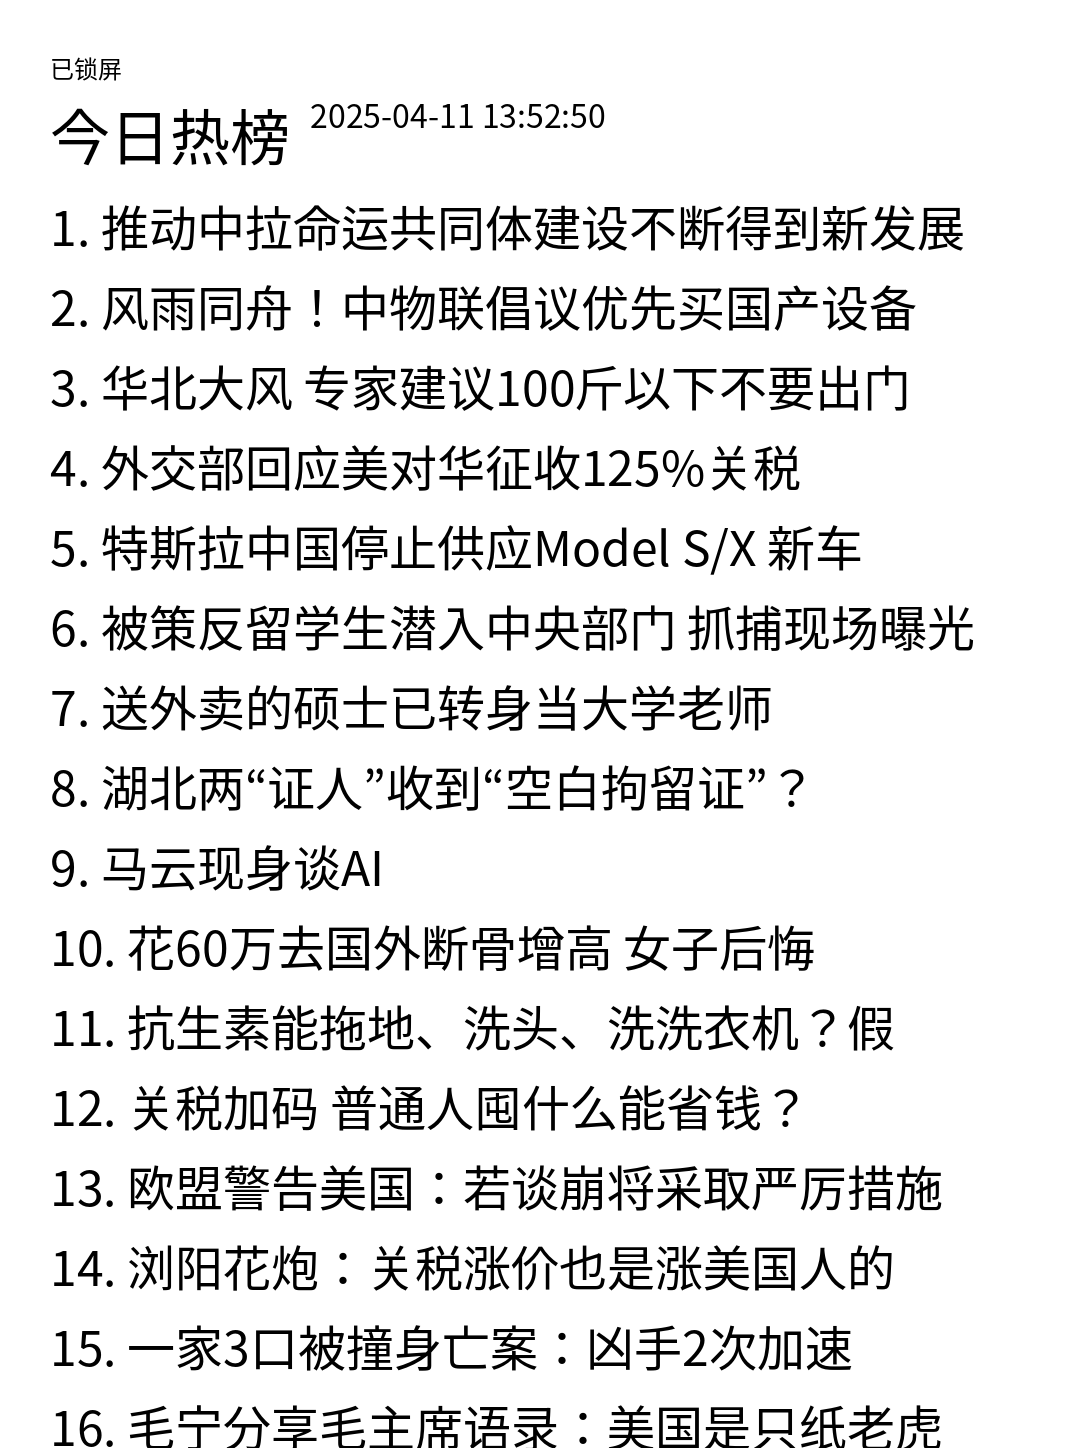 已锁屏
今日热榜 2025-04-11 13:52:50
1. 推动中拉命运共同体建设不断得到新发展
2. 风雨同舟！中物联倡议优先买国产设备
3. 华北大风 专家建议100斤以下不要出门
4. 外交部回应美对华征收125%关税
5. 特斯拉中国停止供应Model S/X 新车
6. 被策反留学生潜入中央部门 抓捕现场曝光
7. 送外卖的硕士已转身当大学老师
8. 湖北两“证人”收到“空白拘留证”？
9. 马云现身谈AI
10. 花60万去国外断骨增高 女子后悔
11. 抗生素能拖地、洗头、洗洗衣机？假
12. 关税加码 普通人囤什么能省钱？
13. 欧盟警告美国：若谈崩将采取严厉措施
14. 浏阳花炮：关税涨价也是涨美国人的
15. 一家3口被撞身亡案：凶手2次加速
16. 毛宁分享毛主席语录：美国是只纸老虎